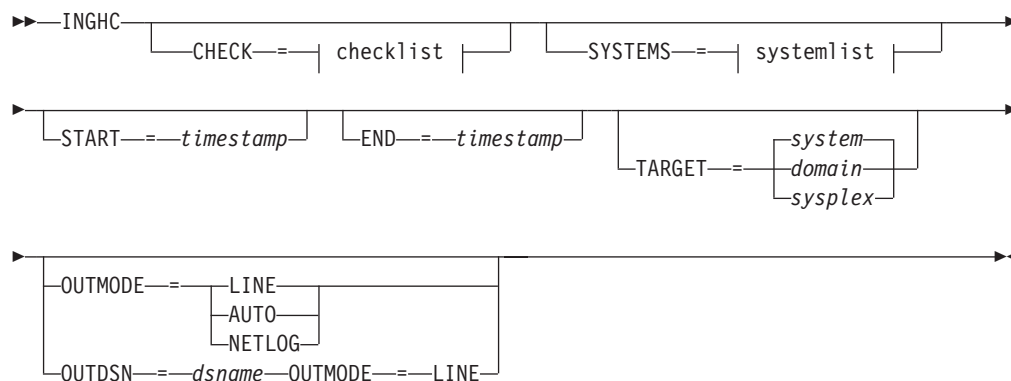 INGHC CHECK = checklist SYSTEMS = systemlist
START = timestamp END = timestamp TARGET = system
domain
sysplex
OUTMODE = LINE
AUTO
NETLOG
OUTDSN = dsname OUTMODE = LINE